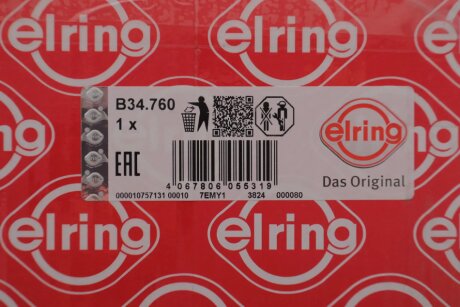 elring
elring
B34.760
1 x
EAC
elring
Das Original
4 067806 055319
000010757131 00010 7EMY1 3824 000080
elring
elring
elring